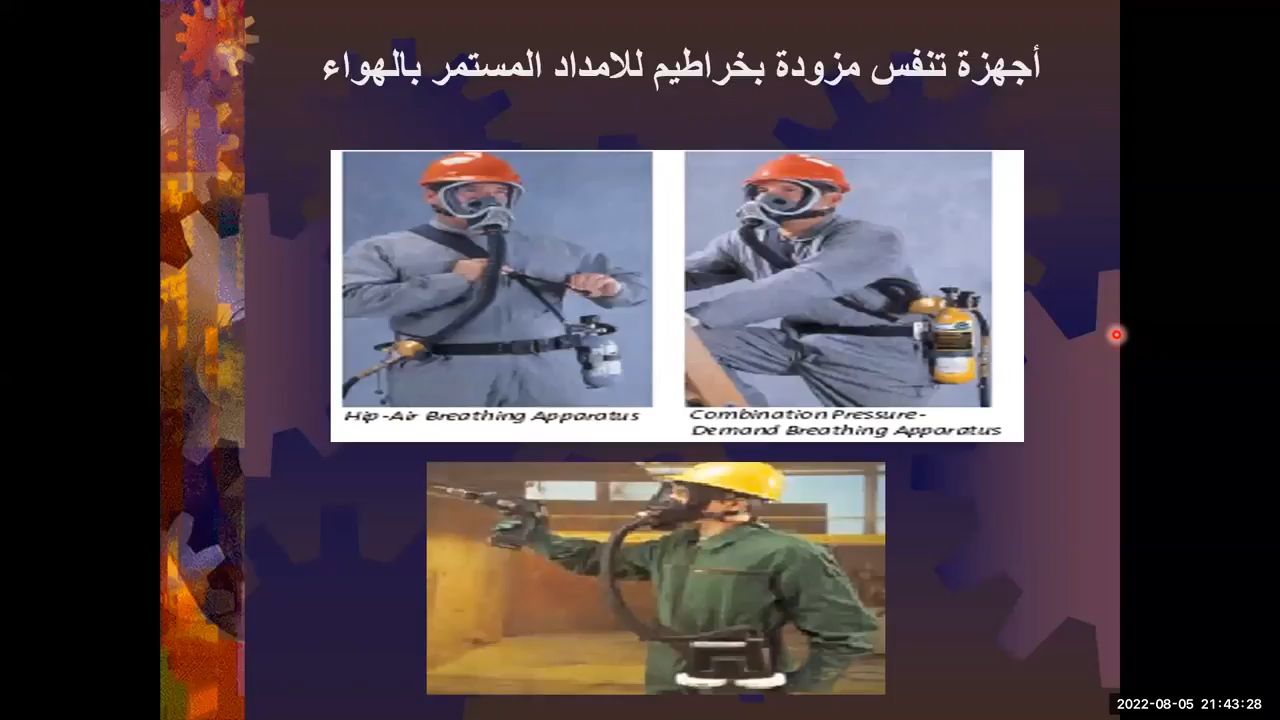 أجهزة تنفس مزودة بخراطيم للامداد المستمر بالهواء
Hip-Air Breathing Apparatus
Combination Pressure-
Demand Breathing Apparatus
2022-08-05 21:43:28